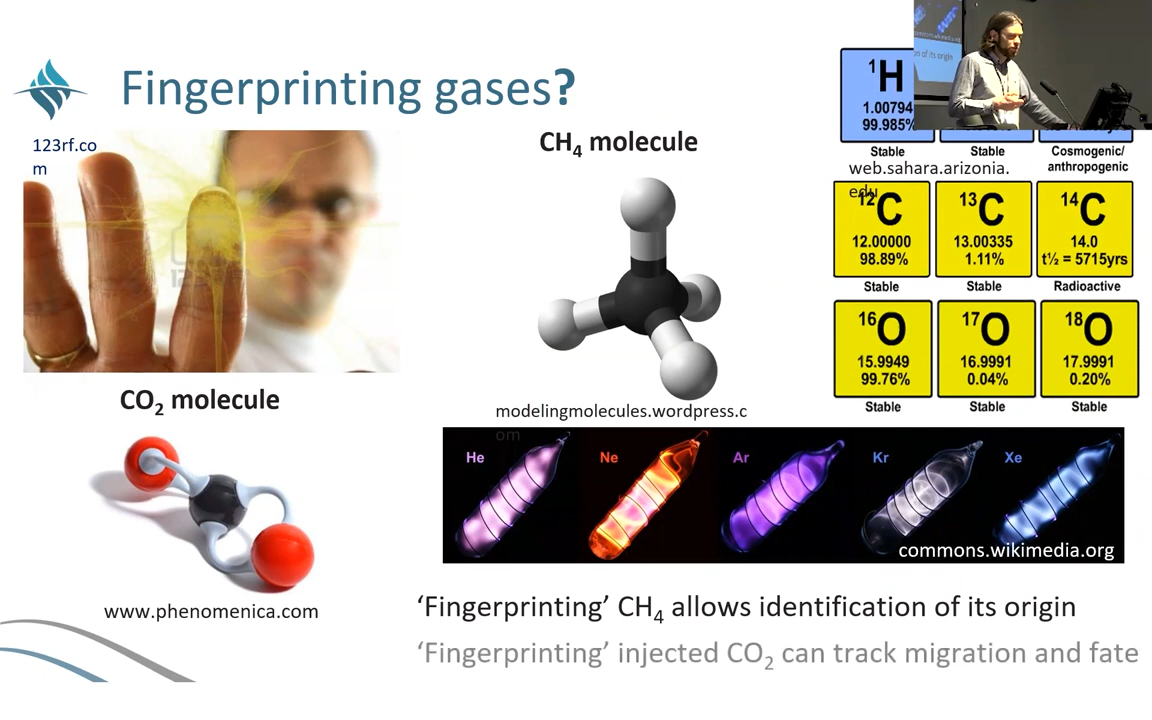 Fingerprinting gases?
123rf.co
m
CH₄ molecule
¹H
1.00794
99.985%
Stable
Stable
Cosmogenic/
anthropogenic
web.sahara.arizonia.
edu
¹²C
12.00000
98.89%
Stable
¹³C
13.00335
1.11%
Stable
¹⁴C
14.0
t½ = 5715yrs
Radioactive
¹⁶O
15.9949
99.76%
Stable
¹⁷O
16.9991
0.04%
Stable
¹⁸O
17.9991
0.20%
Stable
CO₂ molecule
modelingmolecules.wordpress.c
om
He
Ne
Ar
Kr
Xe
commons.wikimedia.org
www.phenomenica.com
‘Fingerprinting’ CH₄ allows identification of its origin
‘Fingerprinting’ injected CO₂ can track migration and fate